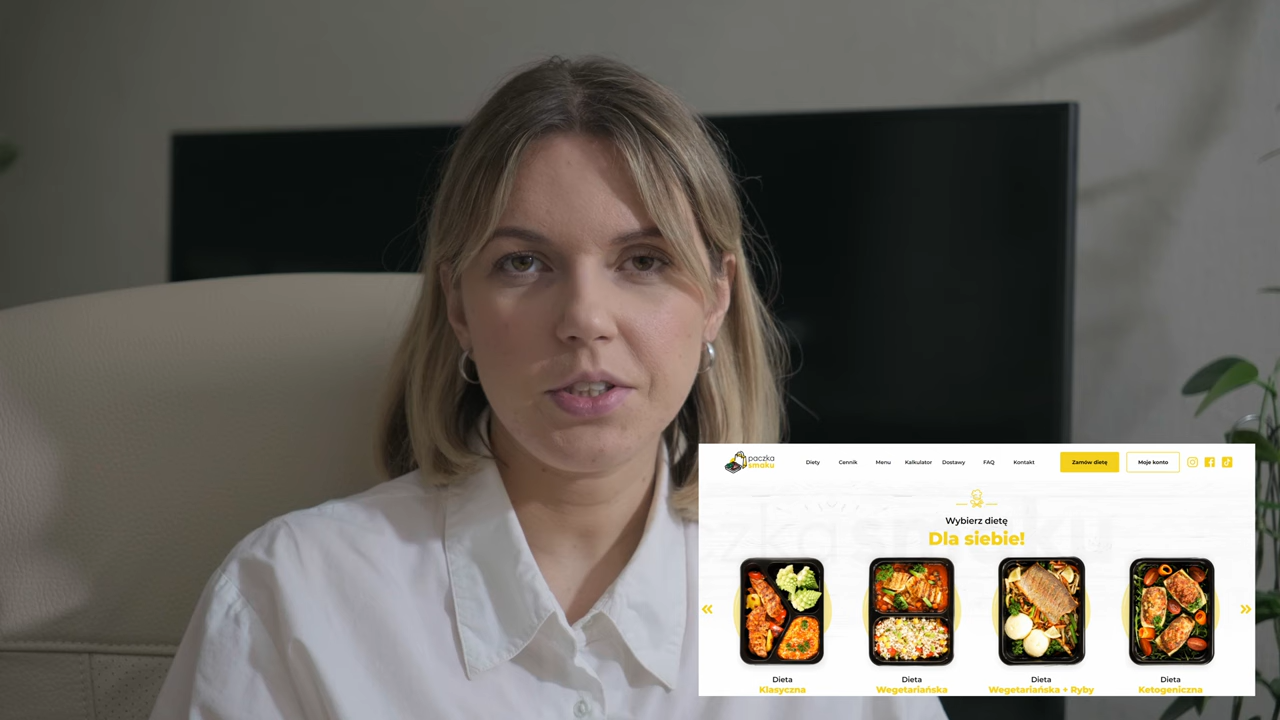 paczka
smaku
Diety Cennik Menu Kalkulator Dostawy FAQ Kontakt Zamów dietę Moje konto
Wybierz dietę
Dla siebie!
Dieta
Klasyczna
Dieta
Wegetariańska
Dieta
Wegetariańska + Ryby
Dieta
Ketogeniczna